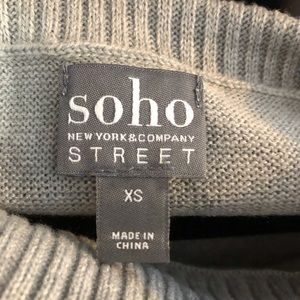 soho
NEW YORK&COMPANY
STREET
XS
MADE IN
CHINA